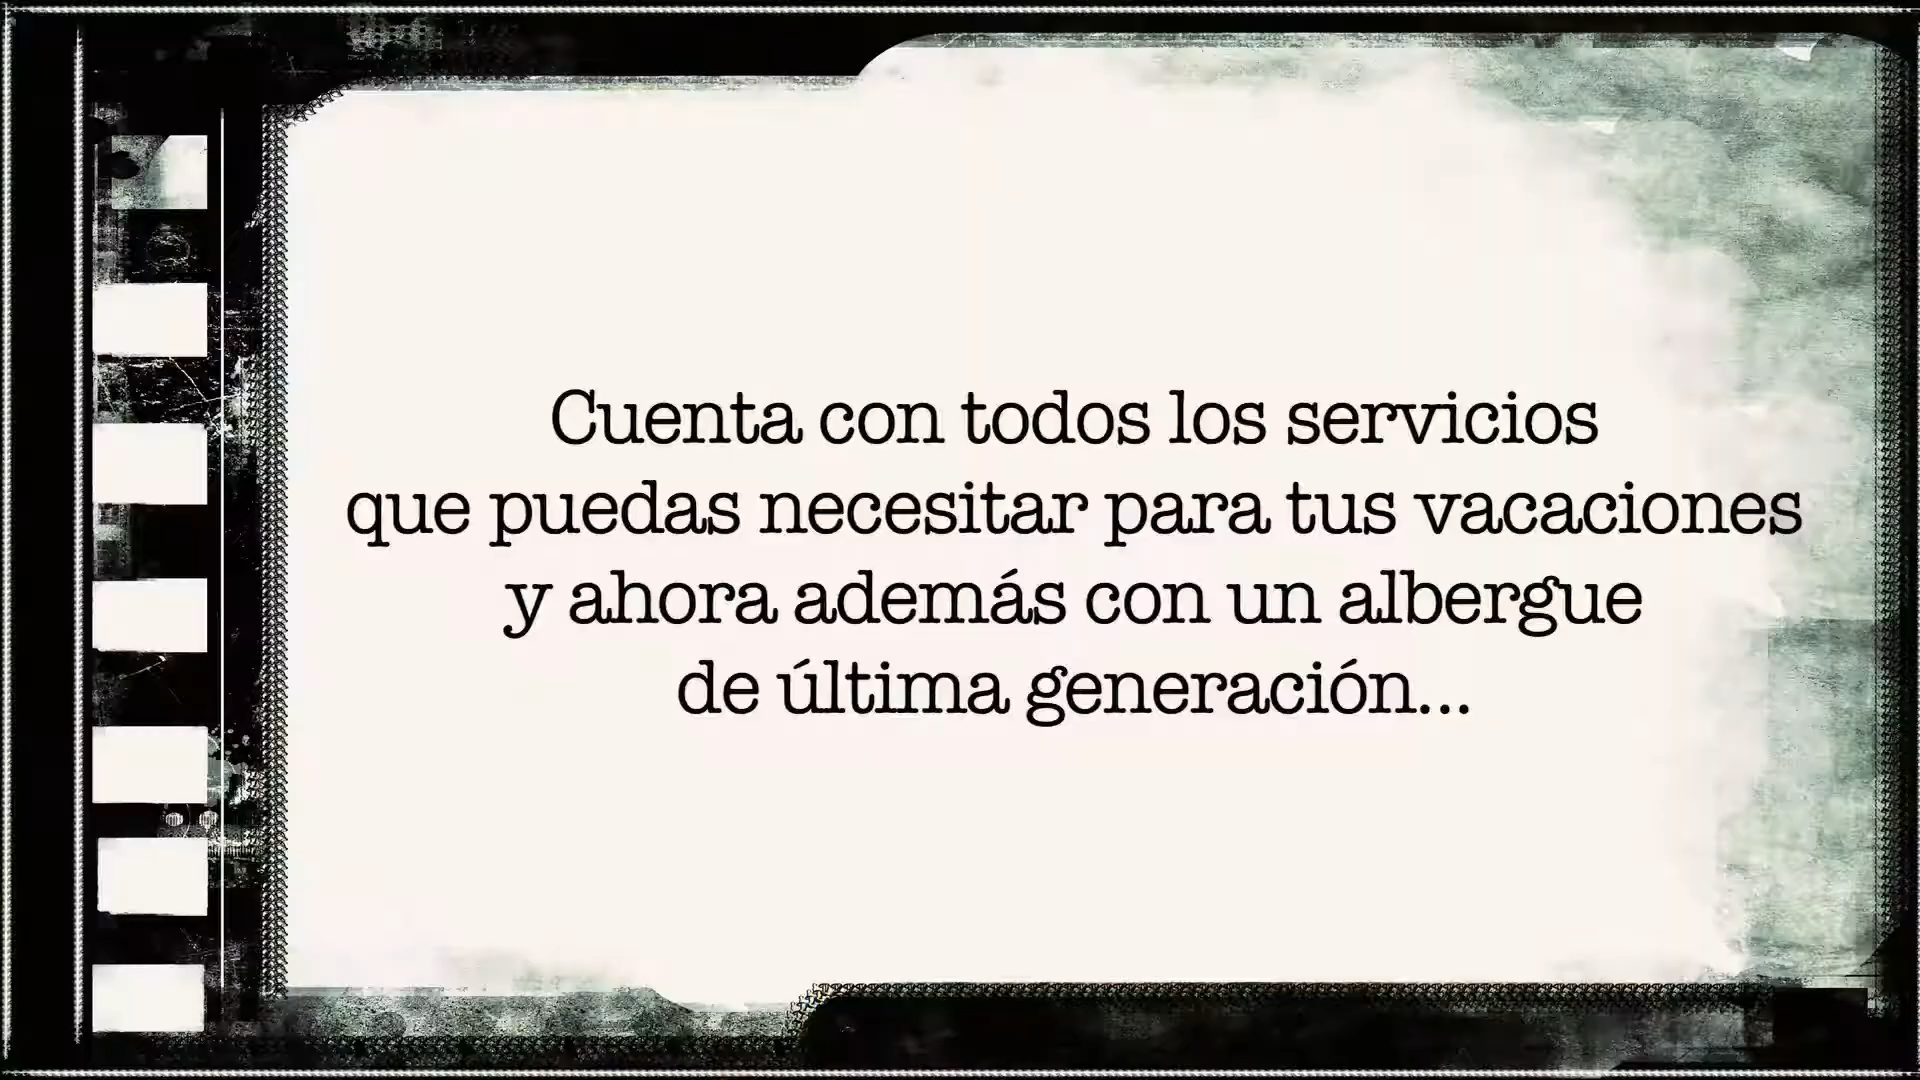 Cuenta con todos los servicios
que puedas necesitar para tus vacaciones
y ahora además con un albergue
de última generación...